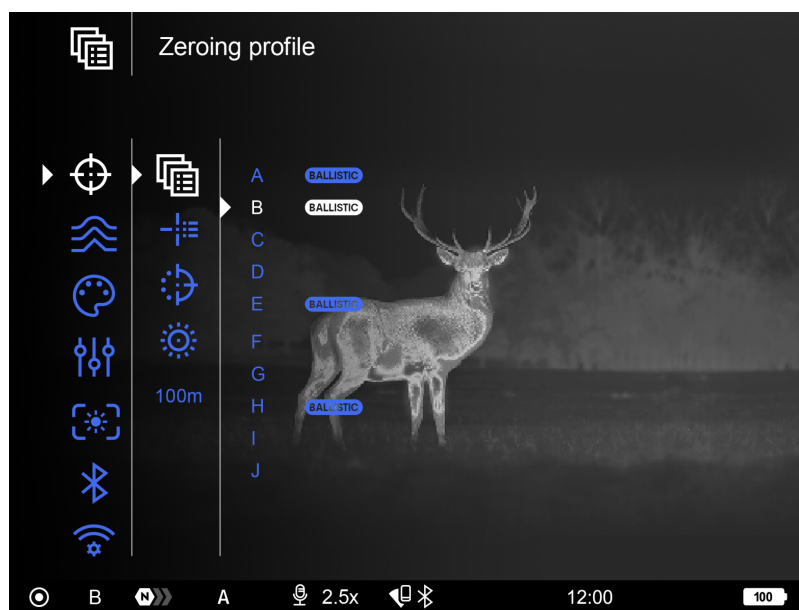 Zeroing profile
A BALLISTIC
B BALLISTIC
C
D
E BALLISTIC
F
G
100m
H BALLISTIC
I
J
B N A 2.5x 12:00 100